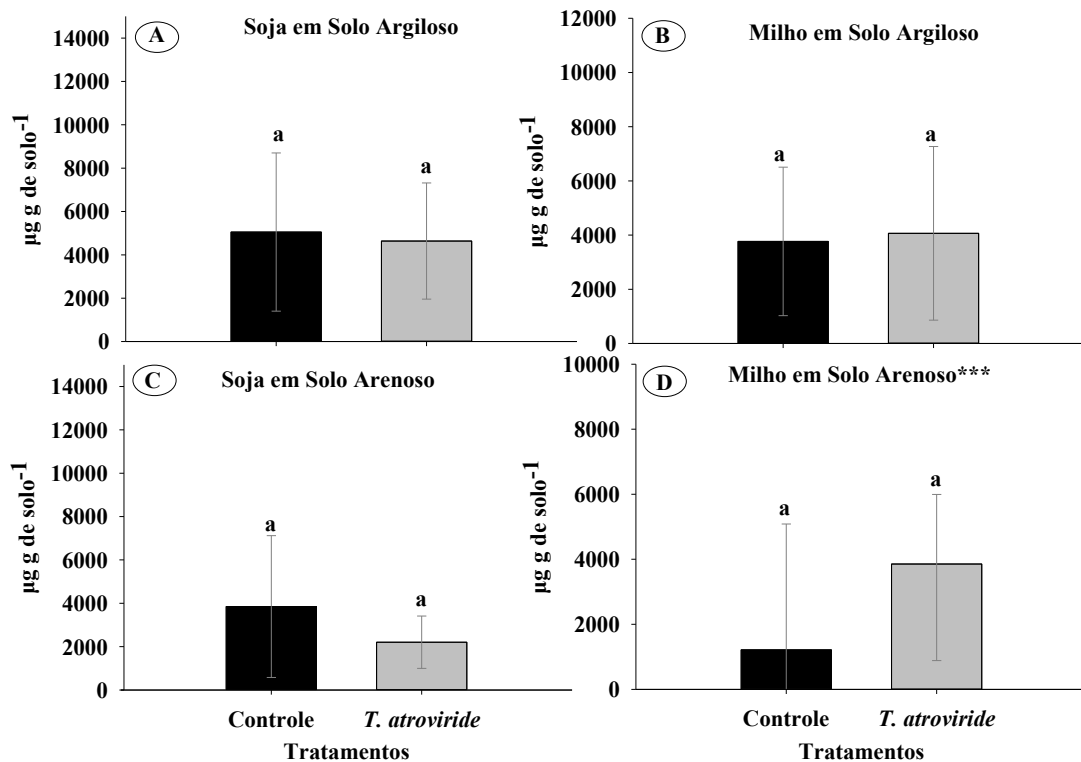 A
Soja em Solo Argiloso
14000
12000
10000
8000
6000
4000
2000
0
µg g de solo-1
a
a
B
Milho em Solo Argiloso
12000
10000
8000
6000
4000
2000
0
µg g de solo-1
a
a
C
Soja em Solo Arenoso
14000
12000
10000
8000
6000
4000
2000
0
µg g de solo-1
a
a
Controle T. atroviride
Tratamentos
D
Milho em Solo Arenoso***
10000
8000
6000
4000
2000
0
µg g de solo-1
a
a
Controle T. atroviride
Tratamentos